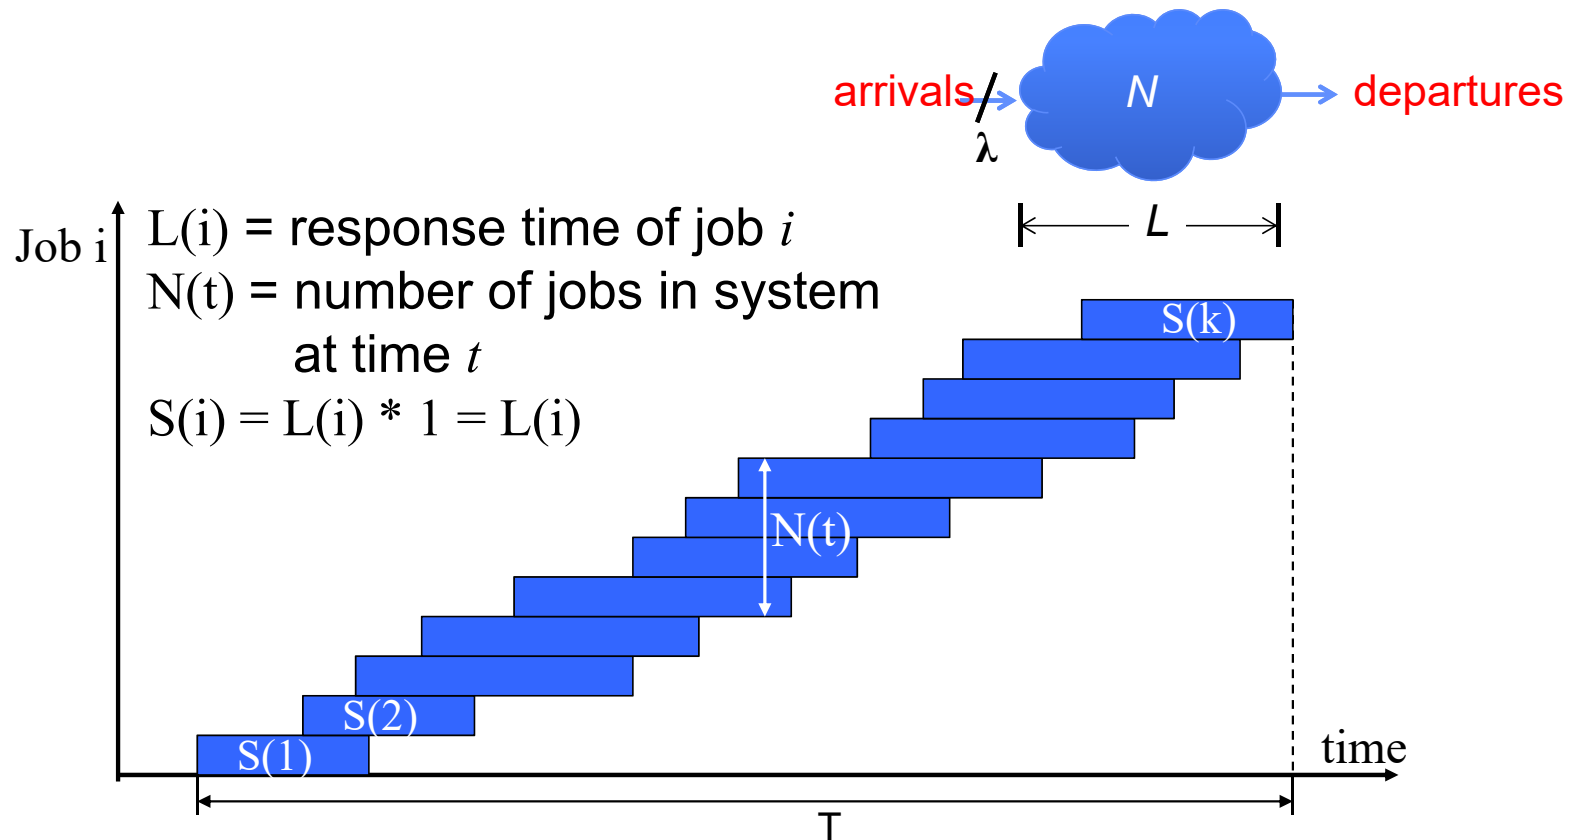 arrivals
N
departures
λ
L
Job i
L(i) = response time of job i
N(t) = number of jobs in system
at time t
S(i) = L(i) * 1 = L(i)
S(k)
N(t)
S(2)
S(1)
time
T